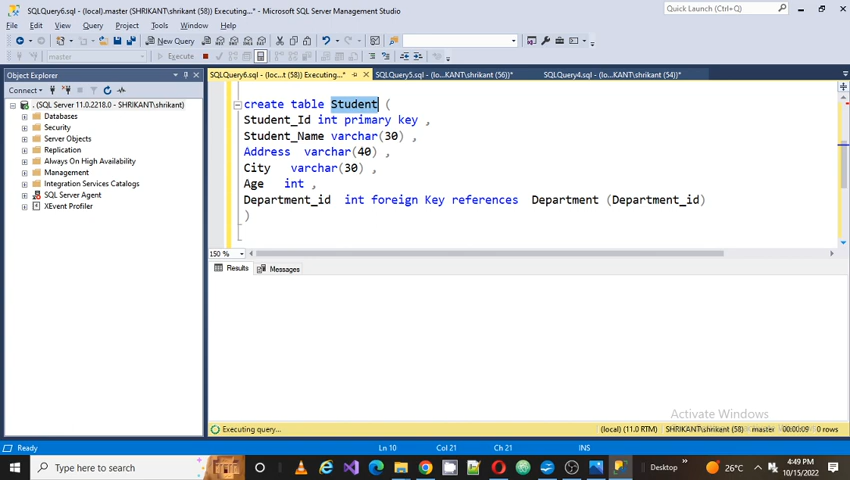 SQLQuery6.sql - (local).master (SHRIKANT\shrikant (58)) Executing...* - Microsoft SQL Server Management Studio
Quick Launch (Ctrl+Q)
File Edit View Query Project Tools Window Help
New Query
master
Execute
Object Explorer
SQLQuery6.sql - (loc...t (58)) Executing...*
SQLQuery5.sql - (lo...KANT\shrikant (56))*
SQLQuery4.sql - (lo...KANT\shrikant (54))*
Connect
. (SQL Server 11.0.2218.0 - SHRIKANT\shrikant)
Databases
Security
Server Objects
Replication
Always On High Availability
Management
Integration Services Catalogs
SQL Server Agent
XEvent Profiler
create table Student (
Student_Id int primary key ,
Student_Name varchar(30) ,
Address varchar(40) ,
City varchar(30) ,
Age int ,
Department_id int foreign Key references Department (Department_id)
)
150 %
Results Messages
Activate Windows
Executing query...
(local) (11.0 RTM) SHRIKANT\shrikant (58) master 00:00:09 0 rows
Ready Ln 10 Col 21 Ch 21 INS
Type here to search
Desktop
26°C
4:49 PM
10/15/2022